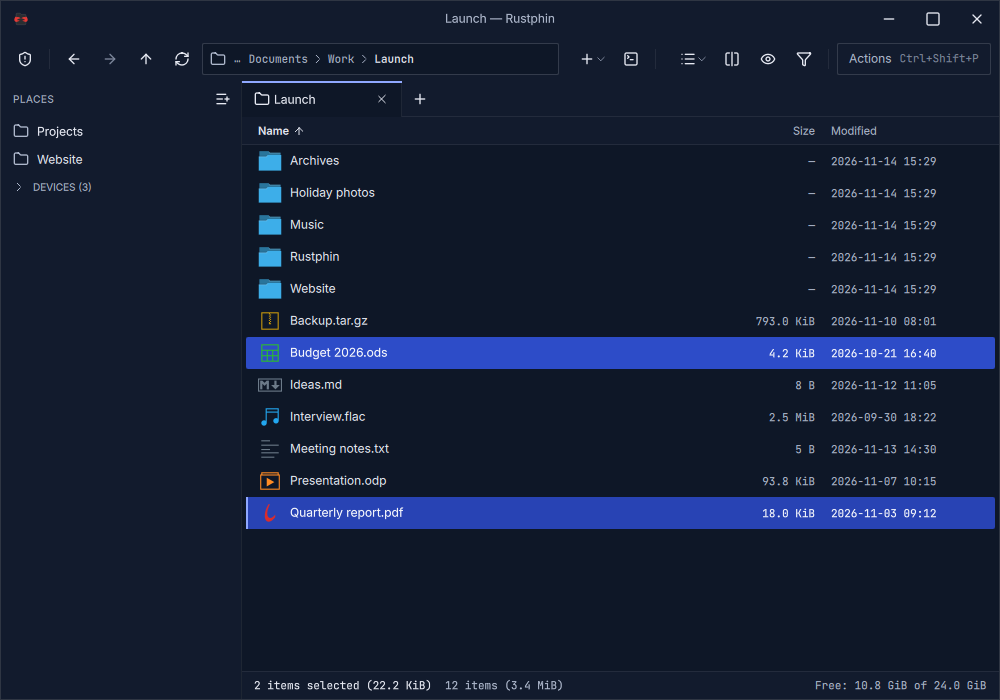 Launch — Rustphin
… Documents > Work > Launch
Actions Ctrl+Shift+P
PLACES
Projects
Website
DEVICES (3)
Launch
Name Size Modified
Archives — 2026-11-14 15:29
Holiday photos — 2026-11-14 15:29
Music — 2026-11-14 15:29
Rustphin — 2026-11-14 15:29
Website — 2026-11-14 15:29
Backup.tar.gz 793.0 KiB 2026-11-10 08:01
Budget 2026.ods 4.2 KiB 2026-10-21 16:40
Ideas.md 8 B 2026-11-12 11:05
Interview.flac 2.5 MiB 2026-09-30 18:22
Meeting notes.txt 5 B 2026-11-13 14:30
Presentation.odp 93.8 KiB 2026-11-07 10:15
Quarterly report.pdf 18.0 KiB 2026-11-03 09:12
2 items selected (22.2 KiB) 12 items (3.4 MiB) Free: 10.8 GiB of 24.0 GiB